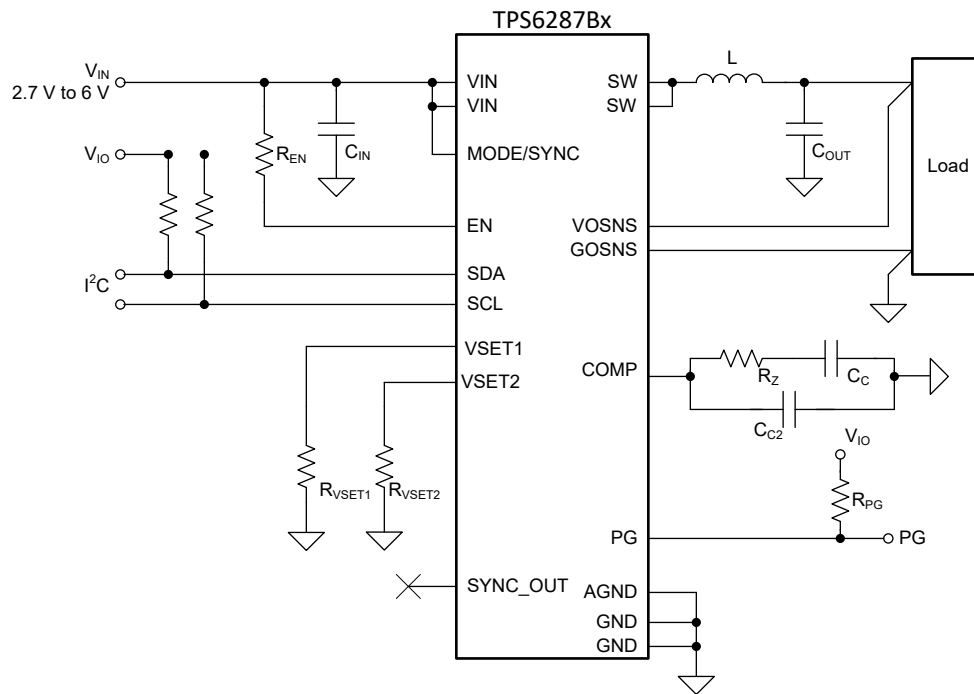 TPS6287Bx
V_IN
2.7 V to 6 V
V_IO
R_EN
C_IN
VIN
VIN
MODE/SYNC
EN
SDA
I²C
SCL
VSET1
VSET2
R_VSET1
R_VSET2
SYNC_OUT
SW
SW
L
C_OUT
Load
VOSNS
GOSNS
COMP
R_Z
C_C
C_C2
V_IO
R_PG
PG
PG
AGND
GND
GND